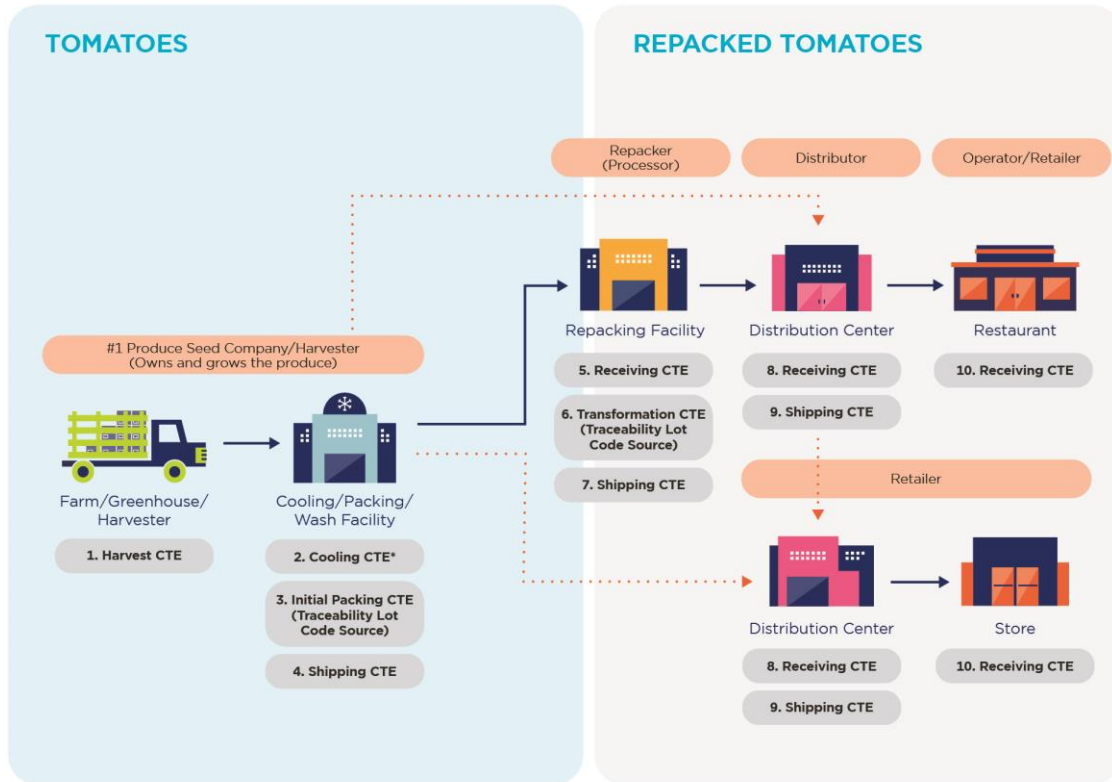 TOMATOES
REPACKED TOMATOES
Repacker
(Processor)
Distributor
Operator/Retailer
Repacking Facility
Distribution Center
Restaurant
#1 Produce Seed Company/Harvester
(Owns and grows the produce)
5. Receiving CTE
8. Receiving CTE
10. Receiving CTE
6. Transformation CTE
(Traceability Lot
Code Source)
9. Shipping CTE
7. Shipping CTE
Retailer
Farm/Greenhouse/
Harvester
Cooling/Packing/
Wash Facility
1. Harvest CTE
2. Cooling CTE*
3. Initial Packing CTE
(Traceability Lot
Code Source)
4. Shipping CTE
Distribution Center
Store
8. Receiving CTE
10. Receiving CTE
9. Shipping CTE